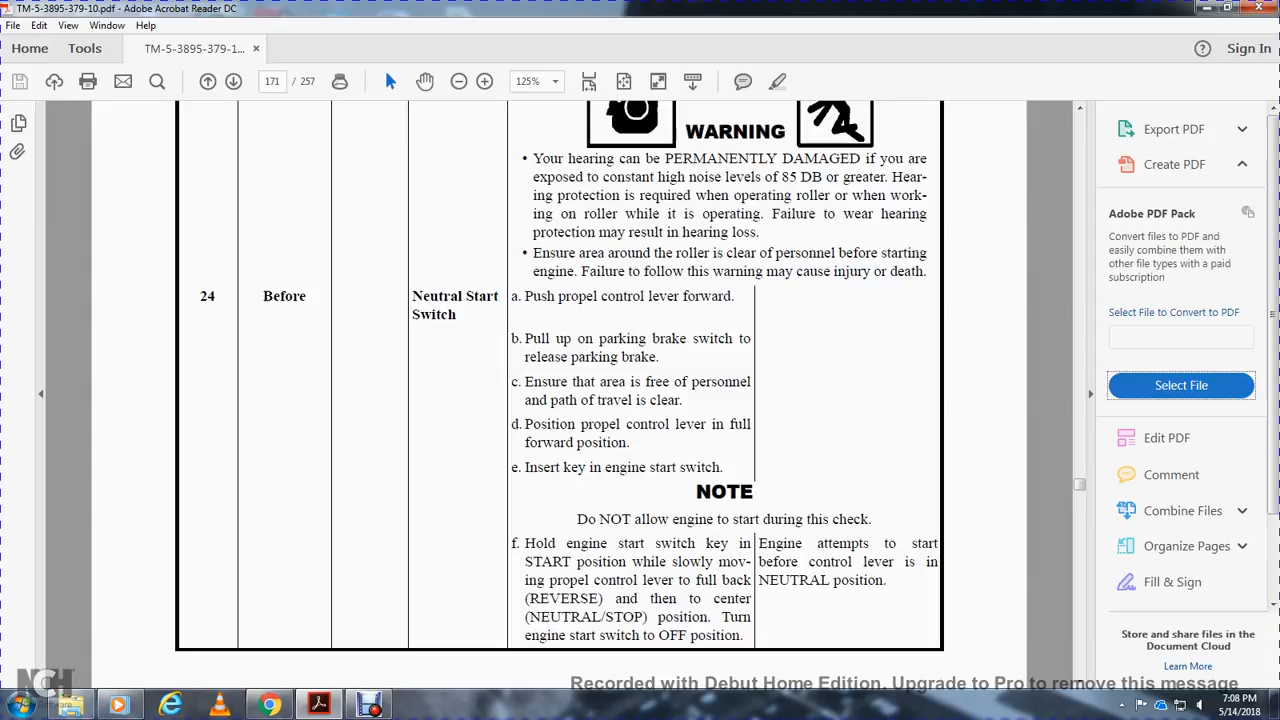 TM-5-3895-379-10.pdf - Adobe Acrobat Reader DC
File Edit View Window Help
Home Tools TM-5-3895-379-1... × Sign In
171 / 257 125%
WARNING
• Your hearing can be PERMANENTLY DAMAGED if you are
exposed to constant high noise levels of 85 DB or greater. Hear-
ing protection is required when operating roller or when work-
ing on roller while it is operating. Failure to wear hearing
protection may result in hearing loss.
• Ensure area around the roller is clear of personnel before starting
engine. Failure to follow this warning may cause injury or death.
24 Before Neutral Start
Switch
a. Push propel control lever forward.
b. Pull up on parking brake switch to
release parking brake.
c. Ensure that area is free of personnel
and path of travel is clear.
d. Position propel control lever in full
forward position.
e. Insert key in engine start switch.
NOTE
Do NOT allow engine to start during this check.
f. Hold engine start switch key in
START position while slowly mov-
ing propel control lever to full back
(REVERSE) and then to center
(NEUTRAL/STOP) position. Turn
engine start switch to OFF position.
Engine attempts to start
before control lever is in
NEUTRAL position.
Export PDF
Create PDF
Adobe PDF Pack
Convert files to PDF and
easily combine them with
other file types with a paid
subscription
Select File to Convert to PDF
Select File
Edit PDF
Comment
Combine Files
Organize Pages
Fill & Sign
Store and share files in the
Document Cloud
Learn More
NCH
Recorded with Debut Home Edition. Upgrade to Pro to remove this message
7:08 PM
5/14/2018